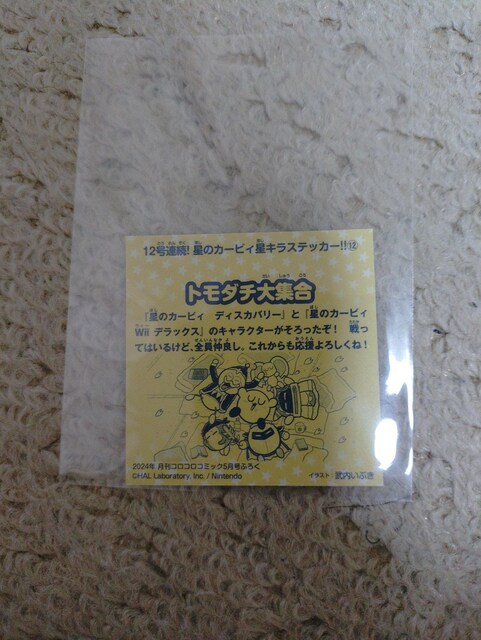 12号連続! 星のカービィ星キラステッカー!!⑫
トモダチ大集合
『星のカービィ ディスカバリー』と『星のカービィ
Wii デラックス』のキャラクターがそろったぞ! 戦っ
てはいるけど、全員仲良し。これからも応援よろしくね!
2024年 月刊コロコロコミック5月号ふろく
©HAL Laboratory, Inc. / Nintendo
イラスト:武内いぶき